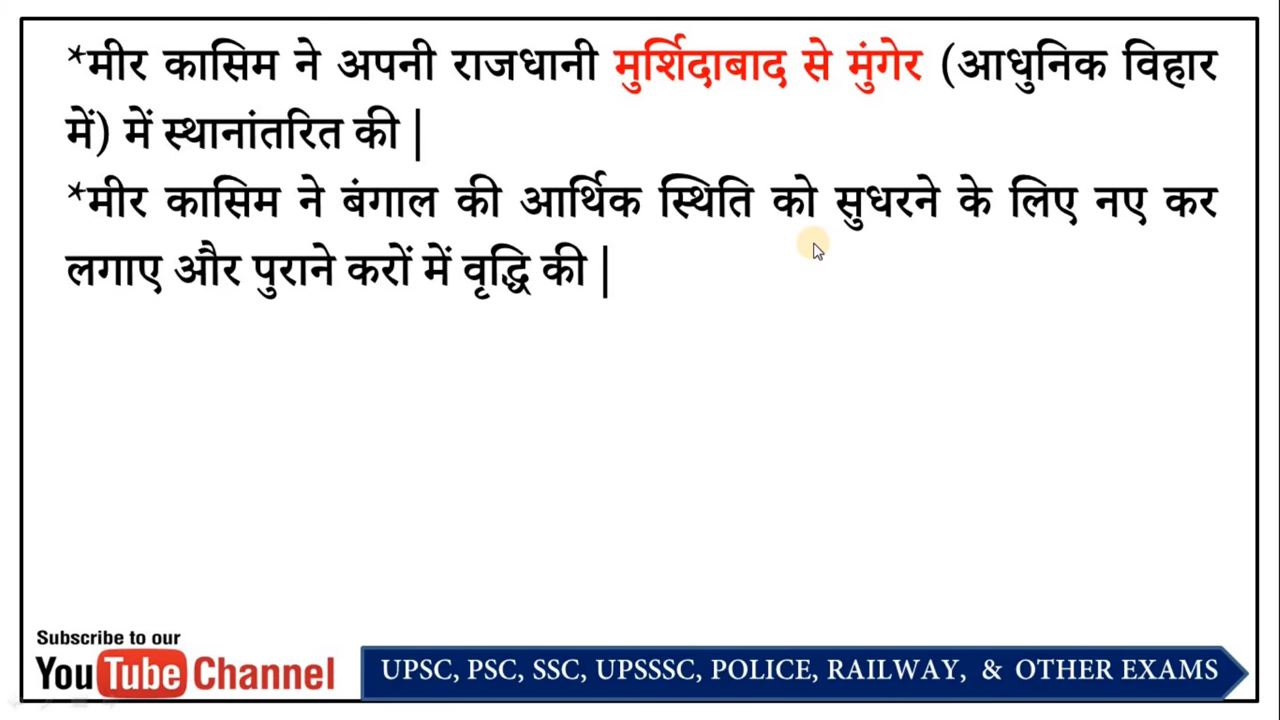 *मीर कासिम ने अपनी राजधानी मुर्शिदाबाद से मुंगेर (आधुनिक विहार
में) में स्थानांतरित की |
*मीर कासिम ने बंगाल की आर्थिक स्थिति को सुधरने के लिए नए कर
लगाए और पुराने करों में वृद्धि की |
Subscribe to our
YouTube Channel
UPSC, PSC, SSC, UPSSSC, POLICE, RAILWAY, & OTHER EXAMS